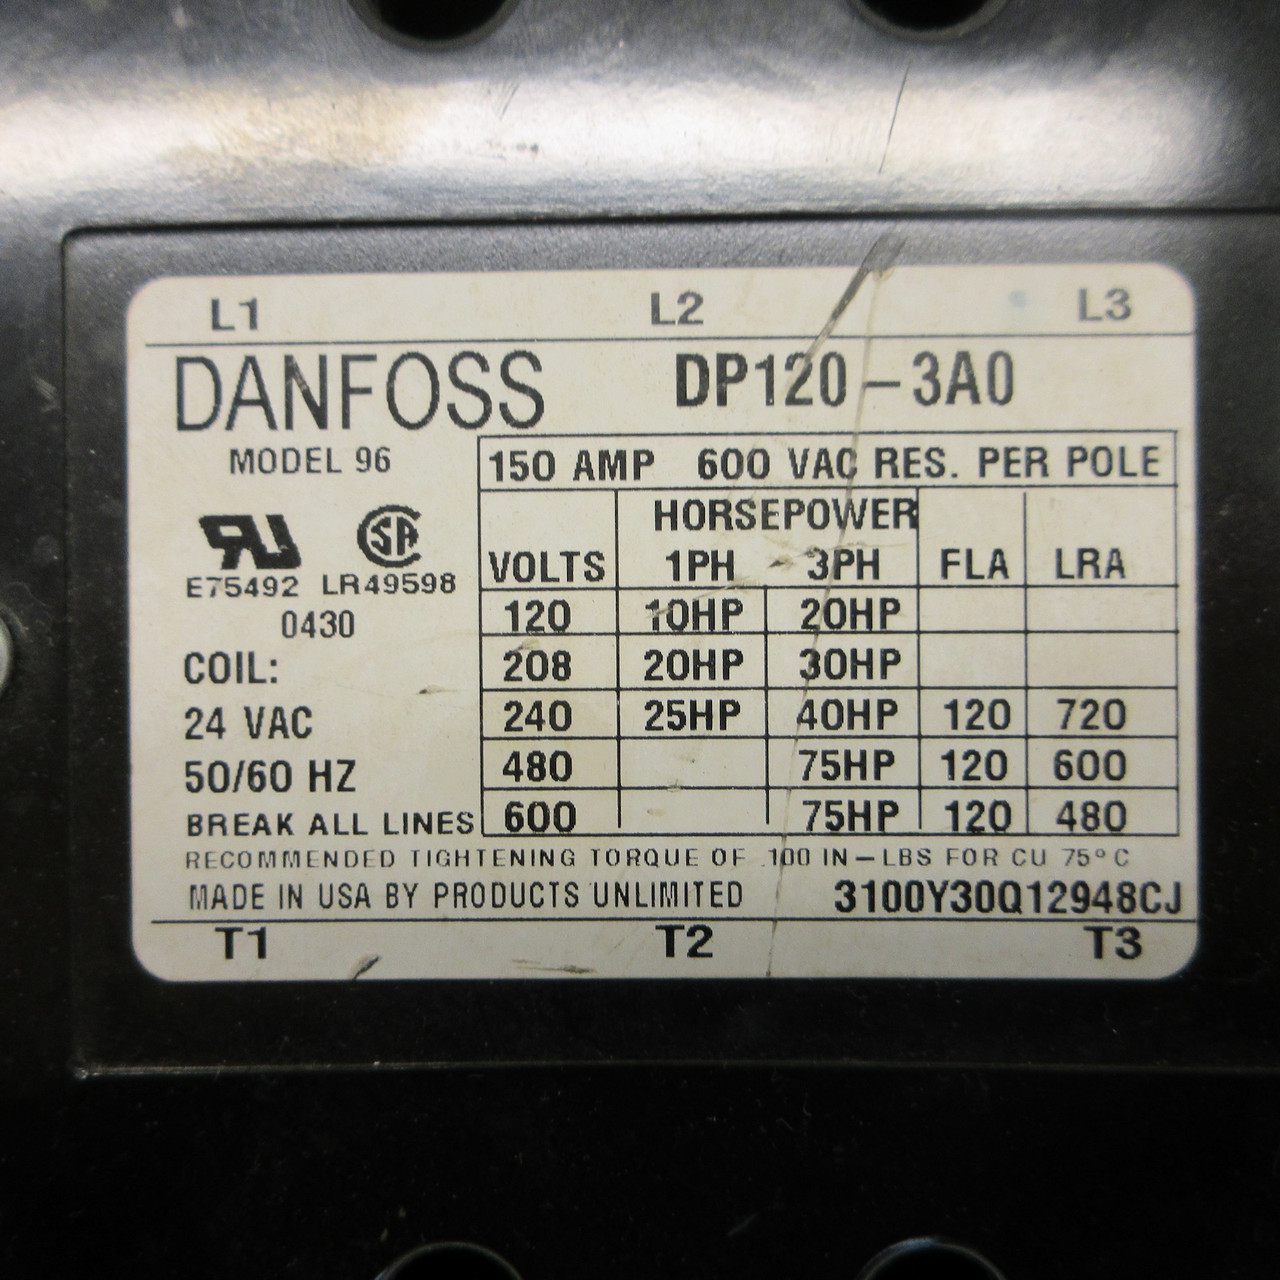 L1 L2 L3
DANFOSS DP120-3A0
MODEL 96
150 AMP 600 VAC RES. PER POLE
HORSEPOWER
VOLTS 1PH 3PH FLA LRA
120 10HP 20HP
208 20HP 30HP
240 25HP 40HP 120 720
480 75HP 120 600
600 75HP 120 480
RU SA
E75492 LR49598
0430
COIL:
24 VAC
50/60 HZ
BREAK ALL LINES
RECOMMENDED TIGHTENING TORQUE OF 100 IN-LBS FOR CU 75°C
MADE IN USA BY PRODUCTS UNLIMITED 3100Y30Q12948CJ
T1 T2 T3